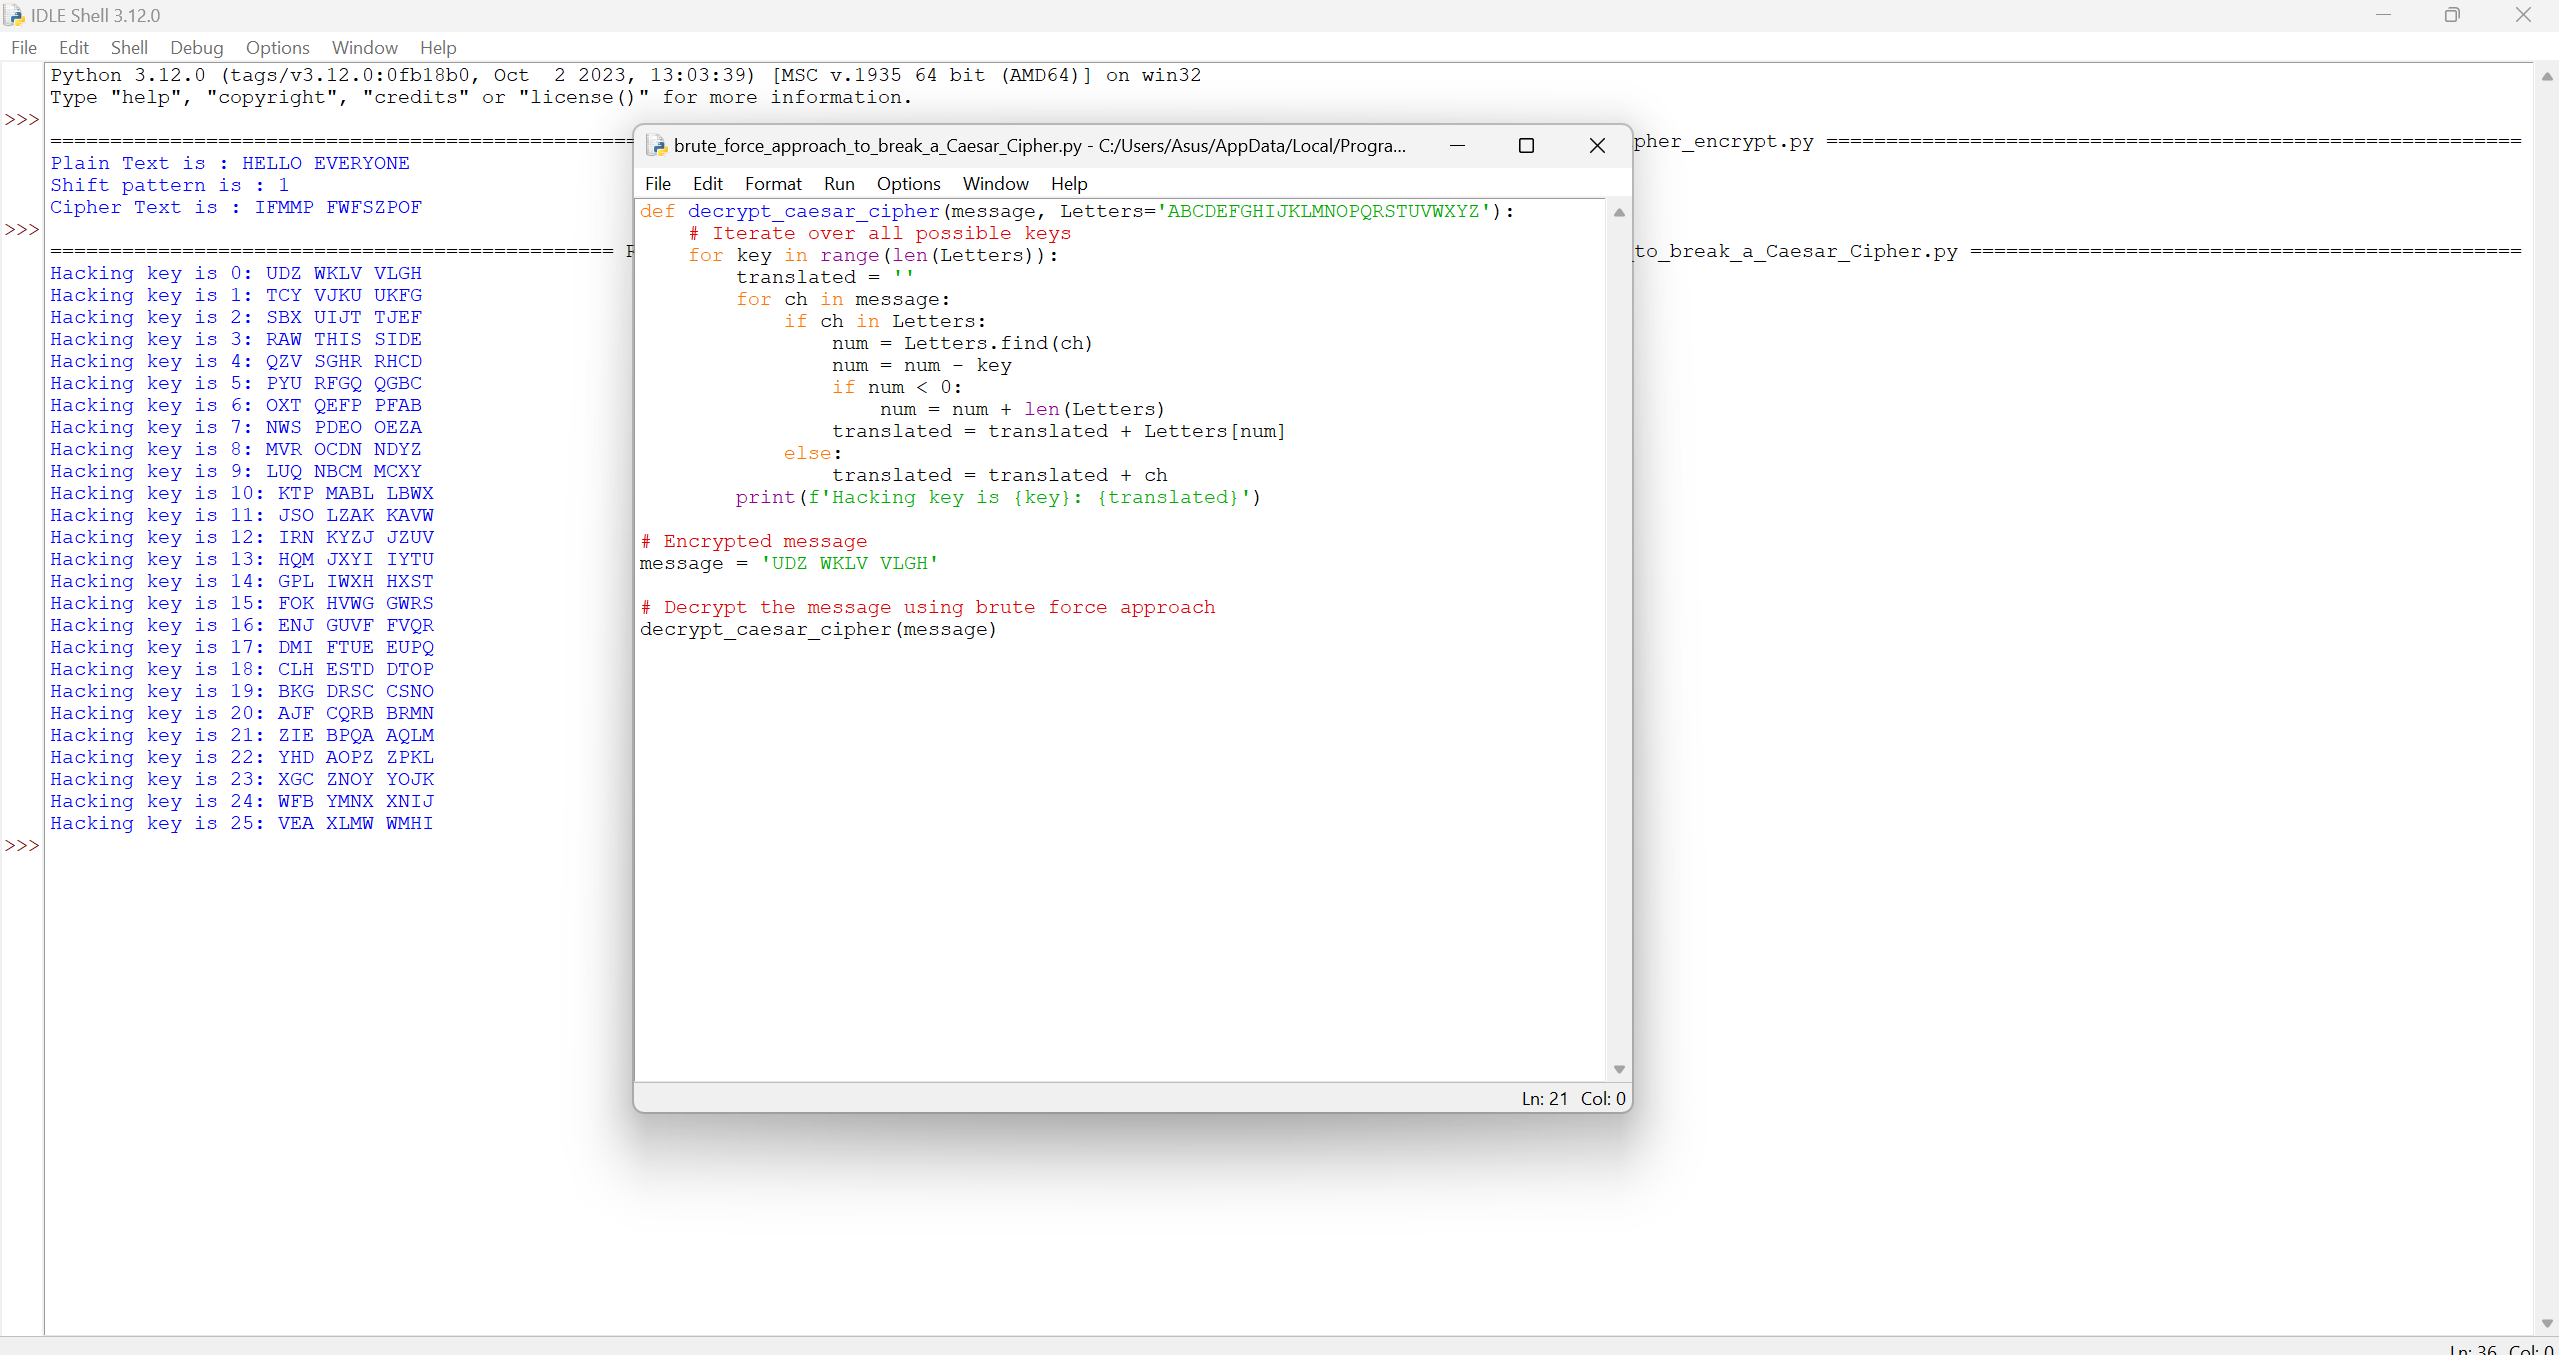 IDLE Shell 3.12.0
File Edit Shell Debug Options Window Help
Python 3.12.0 (tags/v3.12.0:0fb18b0, Oct  2 2023, 13:03:39) [MSC v.1935 64 bit (AMD64)] on win32
Type "help", "copyright", "credits" or "license()" for more information.
>>>
pher_encrypt.py
Plain Text is : HELLO EVERYONE
Shift pattern is : 1
Cipher Text is : IFMMP FWFSZPOF
>>>
to_break_a_Caesar_Cipher.py
Hacking key is 0: UDZ WKLV VLGH
Hacking key is 1: TCY VJKU UKFG
Hacking key is 2: SBX UIJT TJEF
Hacking key is 3: RAW THIS SIDE
Hacking key is 4: QZV SGHR RHCD
Hacking key is 5: PYU RFGQ QGBC
Hacking key is 6: OXT QEFP PFAB
Hacking key is 7: NWS PDEO OEZA
Hacking key is 8: MVR OCDN NDYZ
Hacking key is 9: LUQ NBCM MCXY
Hacking key is 10: KTP MABL LBWX
Hacking key is 11: JSO LZAK KAVW
Hacking key is 12: IRN KYZJ JZUV
Hacking key is 13: HQM JXYI IYTU
Hacking key is 14: GPL IWXH HXST
Hacking key is 15: FOK HVWG GWRS
Hacking key is 16: ENJ GUVF FVQR
Hacking key is 17: DMI FTUE EUPQ
Hacking key is 18: CLH ESTD DTOP
Hacking key is 19: BKG DRSC CSNO
Hacking key is 20: AJF CQRB BRMN
Hacking key is 21: ZIE BPQA AQLM
Hacking key is 22: YHD AOPZ ZPKL
Hacking key is 23: XGC ZNOY YOJK
Hacking key is 24: WFB YMNX XNIJ
Hacking key is 25: VEA XLMW WMHI
>>>
brute_force_approach_to_break_a_Caesar_Cipher.py - C:/Users/Asus/AppData/Local/Progra...
File Edit Format Run Options Window Help
def decrypt_caesar_cipher(message, Letters='ABCDEFGHIJKLMNOPQRSTUVWXYZ'):
    # Iterate over all possible keys
    for key in range(len(Letters)):
        translated = ''
        for ch in message:
            if ch in Letters:
                num = Letters.find(ch)
                num = num - key
                if num < 0:
                    num = num + len(Letters)
                translated = translated + Letters[num]
            else:
                translated = translated + ch
        print(f'Hacking key is {key}: {translated}')
# Encrypted message
message = 'UDZ WKLV VLGH'
# Decrypt the message using brute force approach
decrypt_caesar_cipher(message)
Ln: 21 Col: 0
Ln: 36 Col: 0